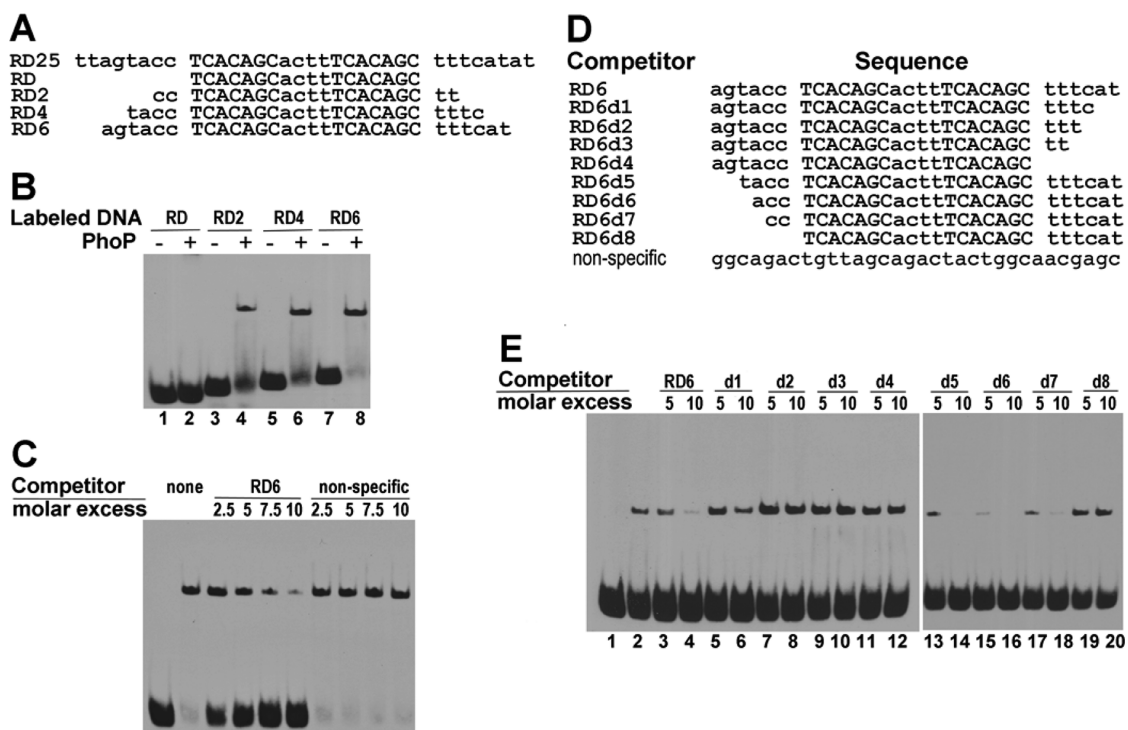 A
RD25 ttagtacc TCACAGCacttTCACAGC tttcatat
RD TCACAGCacttTCACAGC
RD2 cc TCACAGCacttTCACAGC tt
RD4 tacc TCACAGCacttTCACAGC tttc
RD6 agtacc TCACAGCacttTCACAGC tttcat
B
Labeled DNA RD RD2 RD4 RD6
PhoP - + - + - + - +
1 2 3 4 5 6 7 8
C
Competitor none RD6 non-specific
molar excess 2.5 5 7.5 10 2.5 5 7.5 10
D
Competitor Sequence
RD6 agtacc TCACAGCacttTCACAGC tttcat
RD6d1 agtacc TCACAGCacttTCACAGC tttc
RD6d2 agtacc TCACAGCacttTCACAGC ttt
RD6d3 agtacc TCACAGCacttTCACAGC tt
RD6d4 agtacc TCACAGCacttTCACAGC
RD6d5 tacc TCACAGCacttTCACAGC tttcat
RD6d6 acc TCACAGCacttTCACAGC tttcat
RD6d7 cc TCACAGCacttTCACAGC tttcat
RD6d8 TCACAGCacttTCACAGC tttcat
non-specific ggcagactgttagcagactactggcaacgagc
E
Competitor RD6 d1 d2 d3 d4 d5 d6 d7 d8
molar excess 5 10 5 10 5 10 5 10 5 10 5 10 5 10 5 10 5 10
1 2 3 4 5 6 7 8 9 10 11 12 13 14 15 16 17 18 19 20